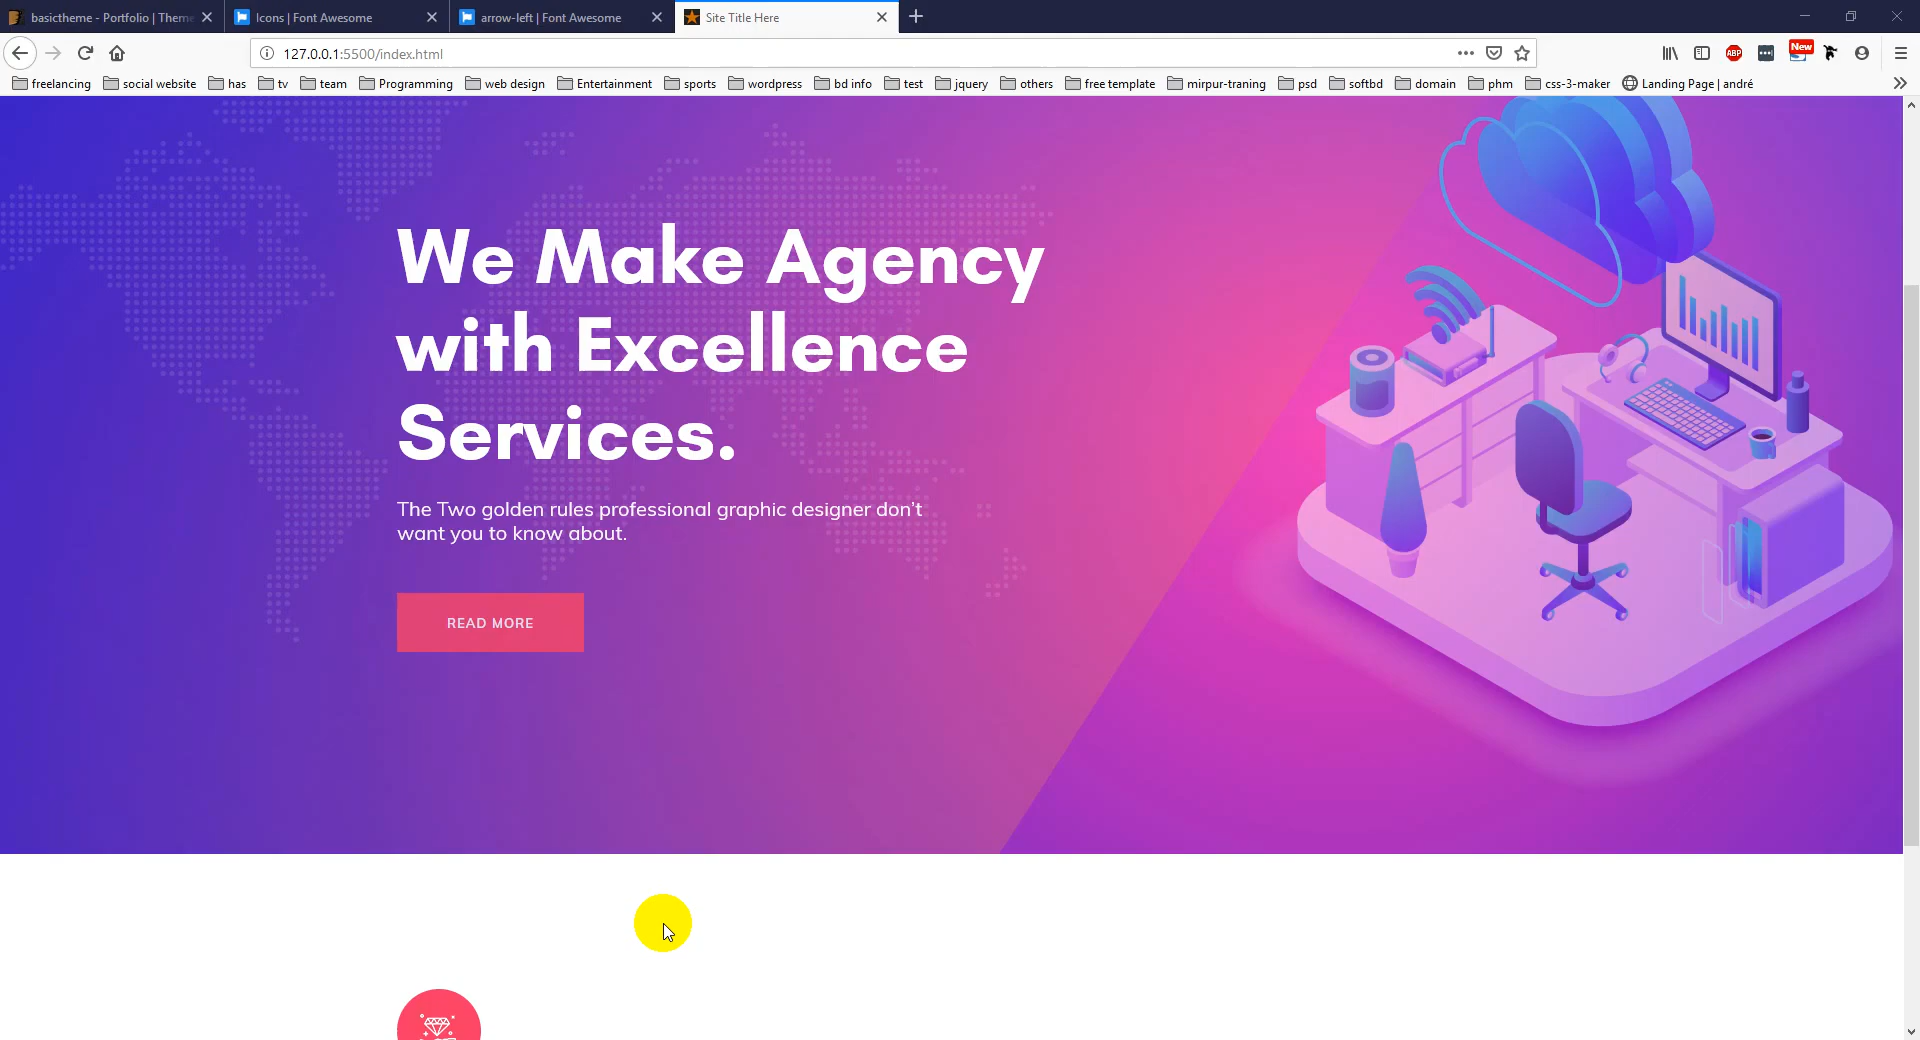 basictheme - Portfolio | Theme
Icons | Font Awesome
arrow-left | Font Awesome
Site Title Here
127.0.0.1:5500/index.html
ABP
New
freelancing
social website
has
tv
team
Programming
web design
Entertainment
sports
wordpress
bd info
test
jquery
others
free template
mirpur-traning
psd
softbd
domain
phm
css-3-maker
Landing Page | andré
We Make Agency
with Excellence
Services.
The Two golden rules professional graphic designer don't
want you to know about.
READ MORE